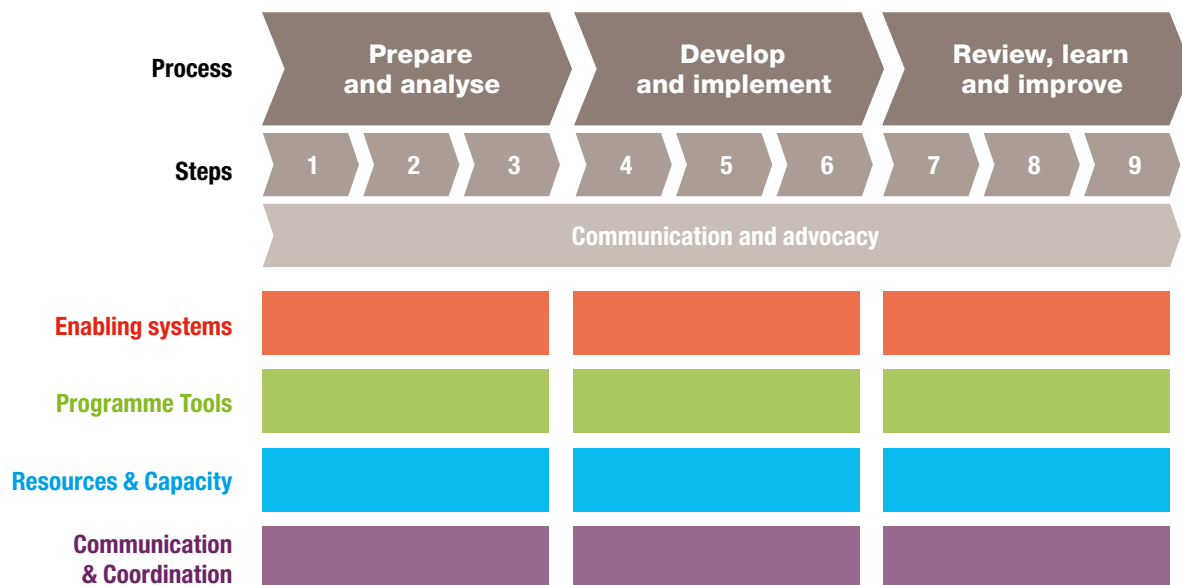 Process
Prepare
and analyse
Develop
and implement
Review, learn
and improve
Steps
1 2 3 4 5 6 7 8 9
Communication and advocacy
Enabling systems
Programme Tools
Resources & Capacity
Communication
& Coordination